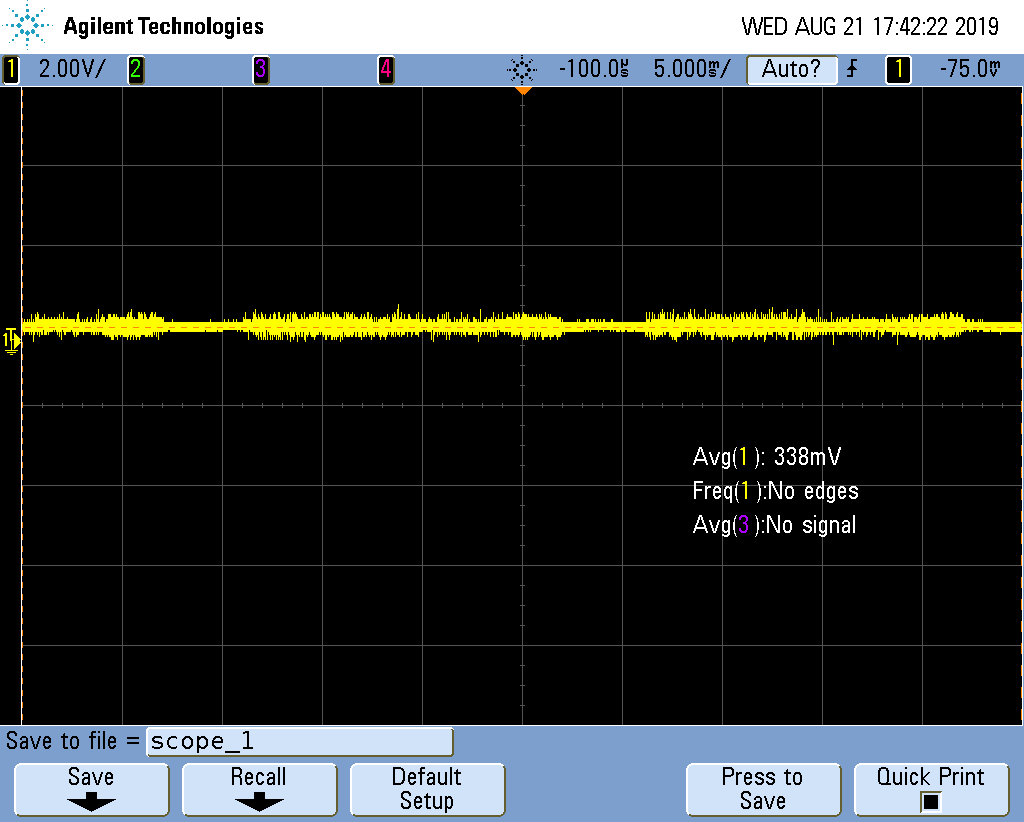 Agilent Technologies WED AUG 21 17:42:22 2019
1 2.00V/ 2 3 4 -100.0µs 5.000ms/ Auto? 1 -75.0mV
1
Avg(1): 338mV
Freq(1):No edges
Avg(3):No signal
Save to file = scope_1
Save Recall Default Setup Press to Save Quick Print